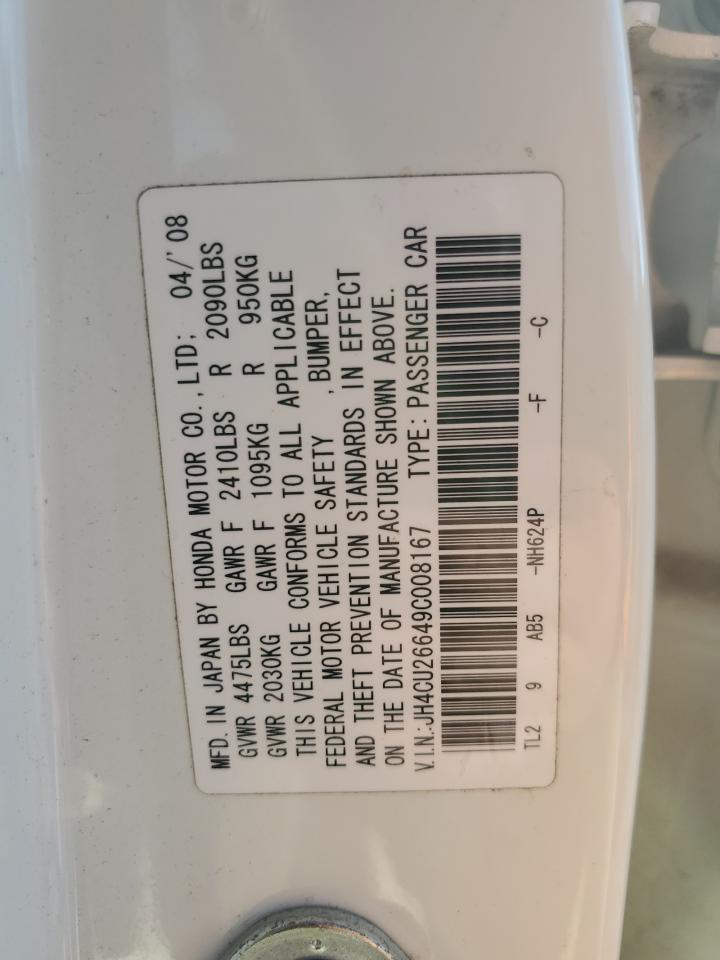 MFD. IN JAPAN BY HONDA MOTOR CO., LTD; 04/'08
GVWR 4475LBS GAWR F 2410LBS R 2090LBS
GVWR 2030KG GAWR F 1095KG R 950KG
THIS VEHICLE CONFORMS TO ALL APPLICABLE
FEDERAL MOTOR VEHICLE SAFETY , BUMPER,
AND THEFT PREVENTION STANDARDS IN EFFECT
ON THE DATE OF MANUFACTURE SHOWN ABOVE.
V.I.N.:JH4CU26649C008167 TYPE: PASSENGER CAR
TL2 9 AB5 -NH624P -F -C